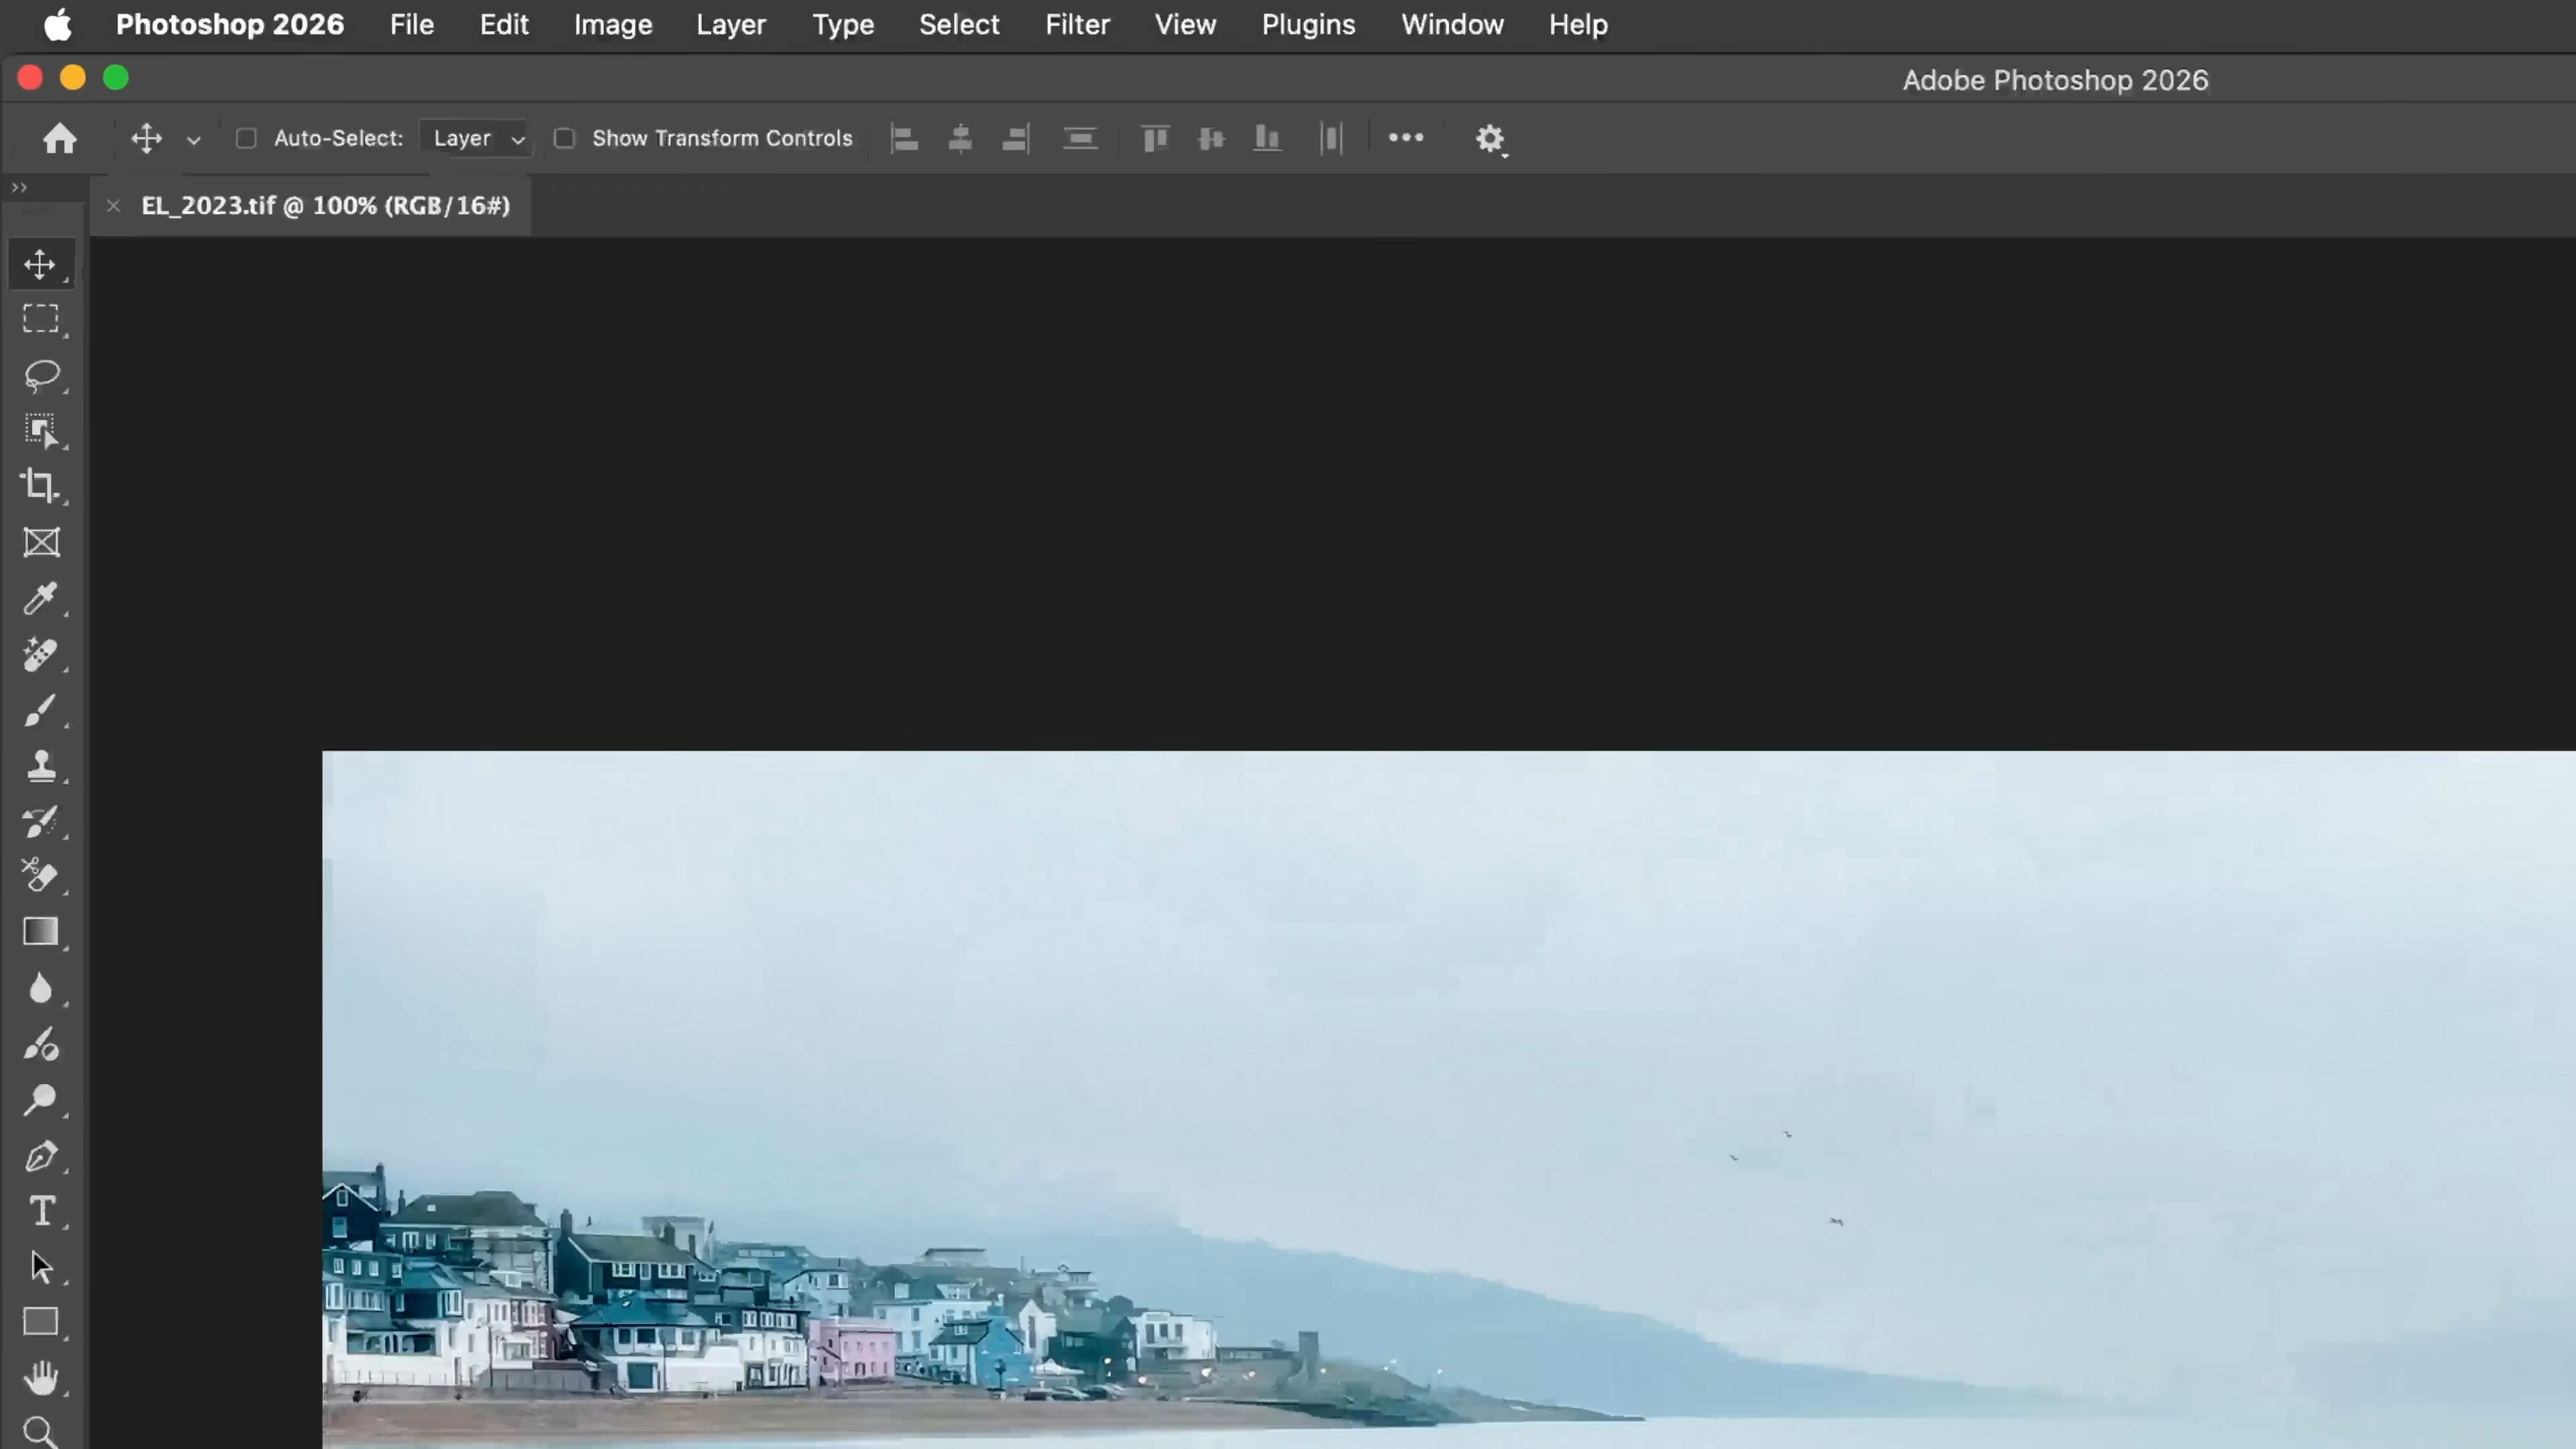 Photoshop 2026 File Edit Image Layer Type Select Filter View Plugins Window Help
Adobe Photoshop 2026
Auto-Select: Layer Show Transform Controls
EL_2023.tif @ 100% (RGB/16#)